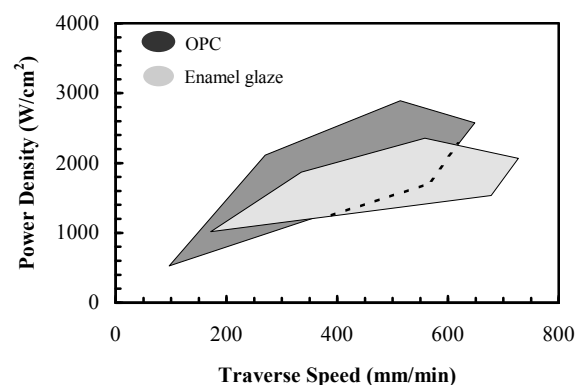 4000
OPC
Enamel glaze
3000
2000
1000
0
0 200 400 600 800
Power Density (W/cm²)
Traverse Speed (mm/min)